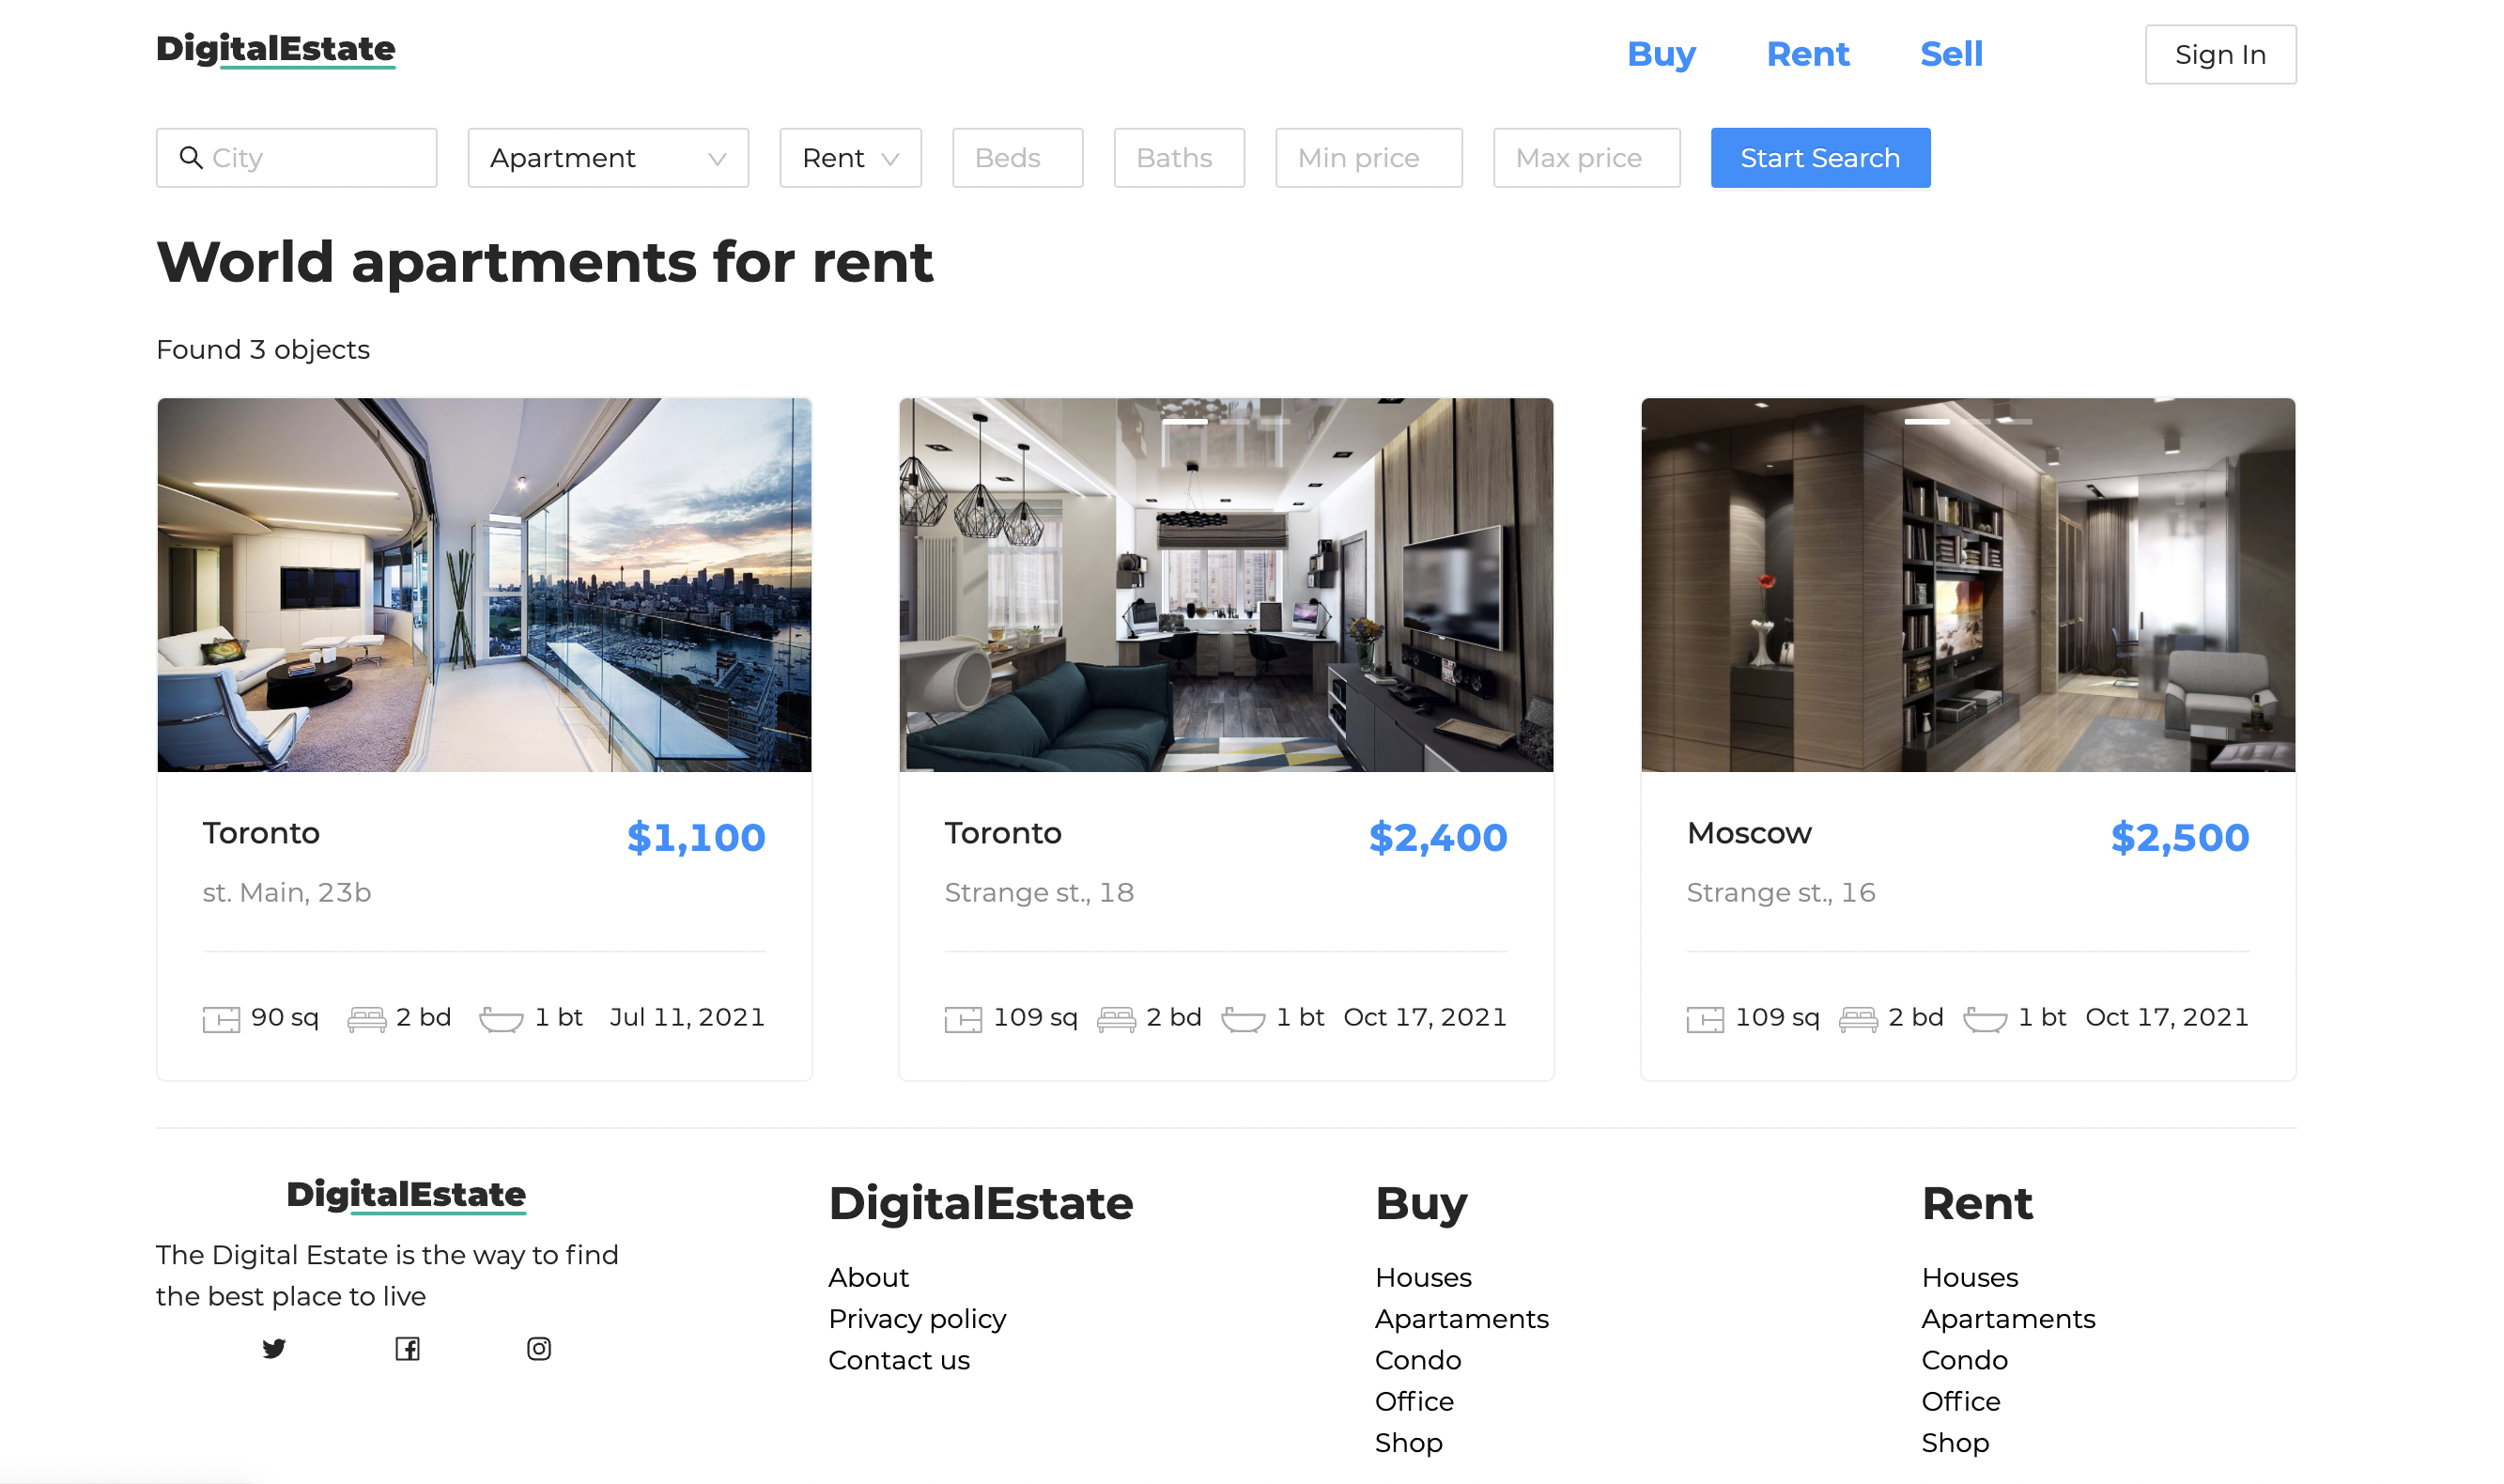 DigitalEstate
Buy Rent Sell Sign In
City Apartment Rent Beds Baths Min price Max price Start Search
World apartments for rent
Found 3 objects
Toronto $1,100
st. Main, 23b
90 sq 2 bd 1 bt Jul 11, 2021
Toronto $2,400
Strange st., 18
109 sq 2 bd 1 bt Oct 17, 2021
Moscow $2,500
Strange st., 16
109 sq 2 bd 1 bt Oct 17, 2021
DigitalEstate
The Digital Estate is the way to find
the best place to live
DigitalEstate
About
Privacy policy
Contact us
Buy
Houses
Apartaments
Condo
Office
Shop
Rent
Houses
Apartaments
Condo
Office
Shop